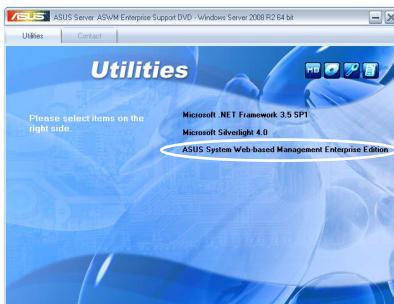 ASUS ASUS Server ASWM Enterprise Support DVD - Windows Server 2008 R2 64 bit
Utilities Contact
Utilities
Please select items on the
right side.
Microsoft .NET Framework 3.5 SP1
Microsoft Silverlight 4.0
ASUS System Web-based Management Enterprise Edition